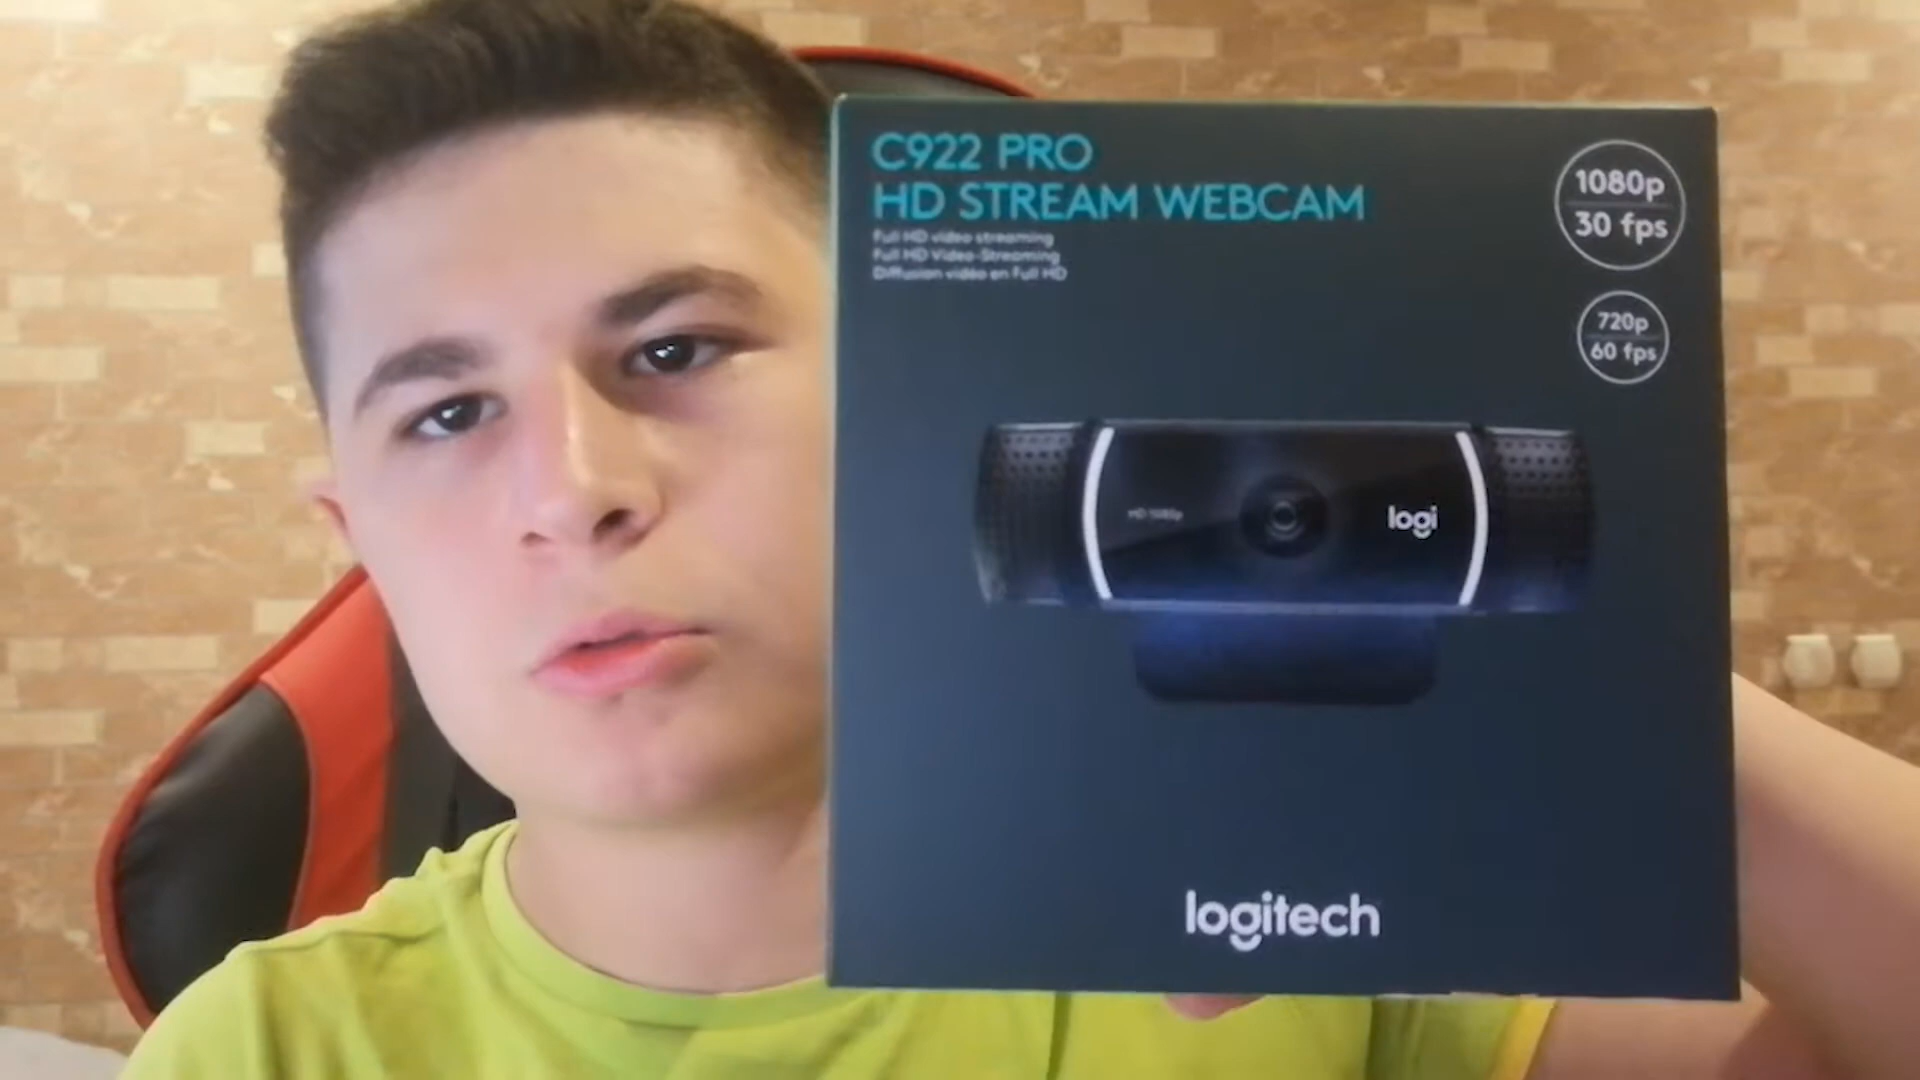 C922 PRO
HD STREAM WEBCAM
Full HD video streaming
Full HD Video-Streaming
Diffusion vidéo en Full HD
1080p
30 fps
720p
60 fps
HD 1080p
logi
logitech